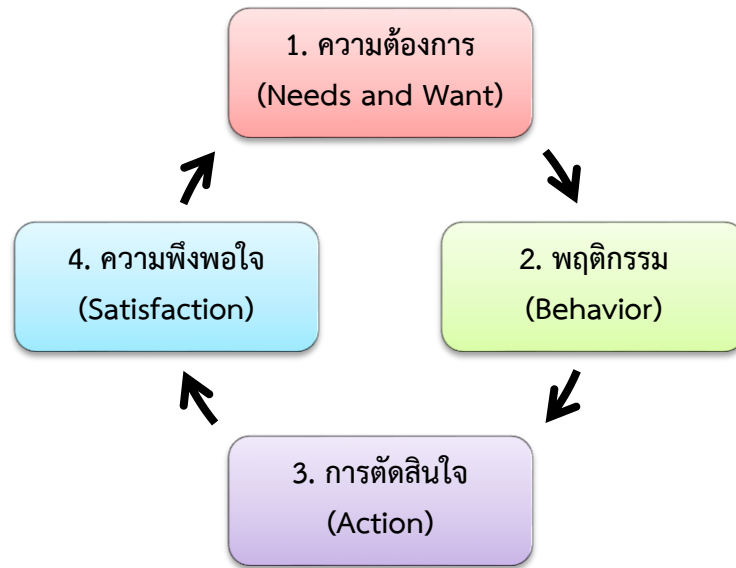 1. ความต้องการ
(Needs and Want)
2. พฤติกรรม
(Behavior)
3. การตัดสินใจ
(Action)
4. ความพึงพอใจ
(Satisfaction)